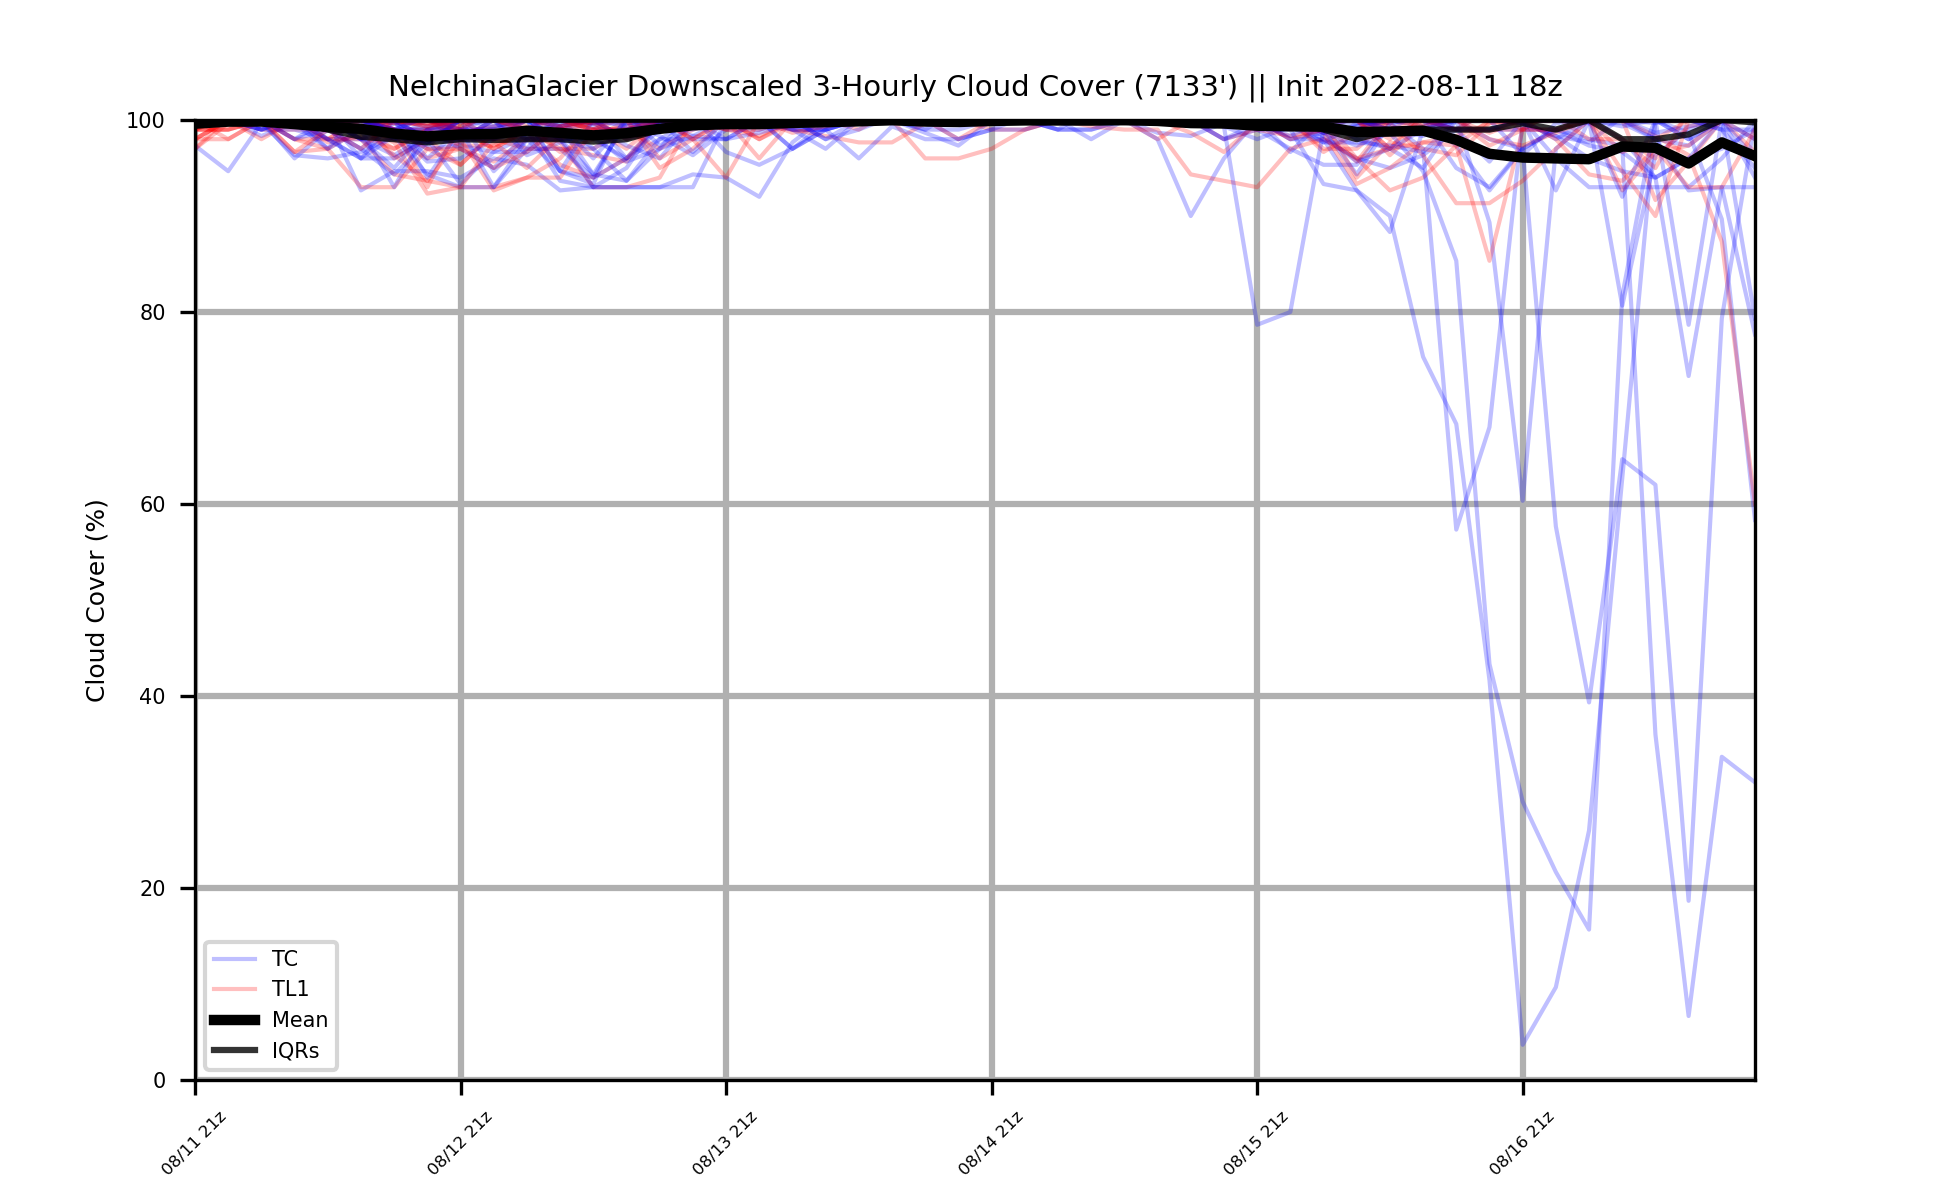 NelchinaGlacier Downscaled 3-Hourly Cloud Cover (7133') || Init 2022-08-11 18z
Cloud Cover (%)
100
80
60
40
20
0
TC
TL1
Mean
IQRs
08/11 21z
08/12 21z
08/13 21z
08/14 21z
08/15 21z
08/16 21z